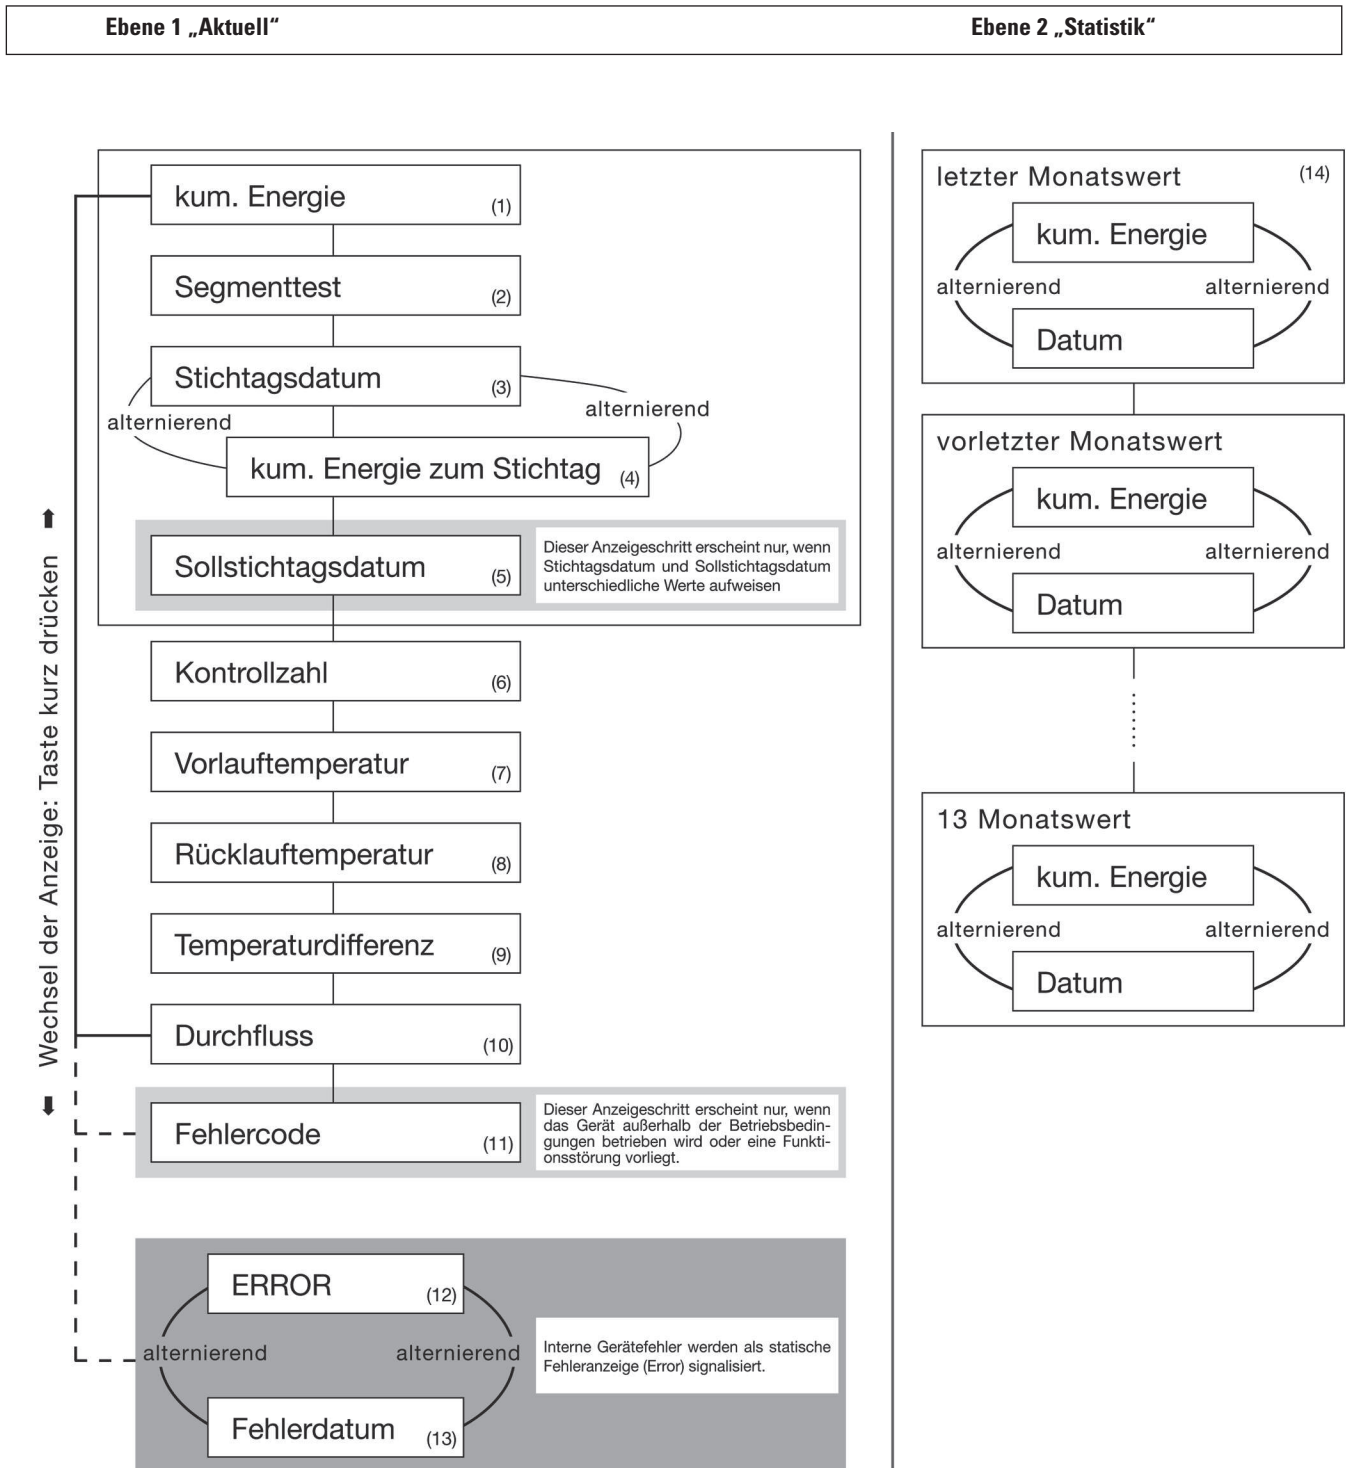 Ebene 1 „Aktuell“
Ebene 2 „Statistik“
Wechsel der Anzeige: Taste kurz drücken
kum. Energie (1)
Segmenttest (2)
Stichtagsdatum (3)
alternierend
alternierend
kum. Energie zum Stichtag (4)
Sollstichtagsdatum (5)
Dieser Anzeigeschritt erscheint nur, wenn
Stichtagsdatum und Sollstichtagsdatum
unterschiedliche Werte aufweisen
Kontrollzahl (6)
Vorlauftemperatur (7)
Rücklauftemperatur (8)
Temperaturdifferenz (9)
Durchfluss (10)
Fehlercode (11)
Dieser Anzeigeschritt erscheint nur, wenn
das Gerät außerhalb der Betriebsbedin-
gungen betrieben wird oder eine Funkti-
onsstörung vorliegt.
ERROR (12)
alternierend
alternierend
Fehlerdatum (13)
Interne Gerätefehler werden als statische
Fehleranzeige (Error) signalisiert.
letzter Monatswert (14)
kum. Energie
alternierend
alternierend
Datum
vorletzter Monatswert
kum. Energie
alternierend
alternierend
Datum
13 Monatswert
kum. Energie
alternierend
alternierend
Datum